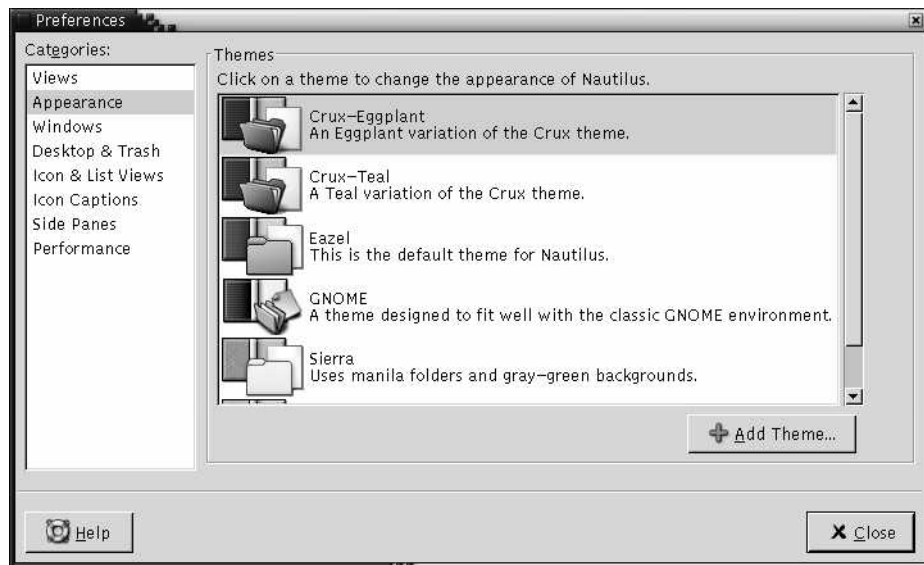 Preferences
Categories:
Views
Appearance
Windows
Desktop & Trash
Icon & List Views
Icon Captions
Side Panes
Performance
Themes
Click on a theme to change the appearance of Nautilus.
Crux-Eggplant
An Eggplant variation of the Crux theme.
Crux-Teal
A Teal variation of the Crux theme.
Eazel
This is the default theme for Nautilus.
GNOME
A theme designed to fit well with the classic GNOME environment.
Sierra
Uses manila folders and gray-green backgrounds.
Add Theme...
Help
Close